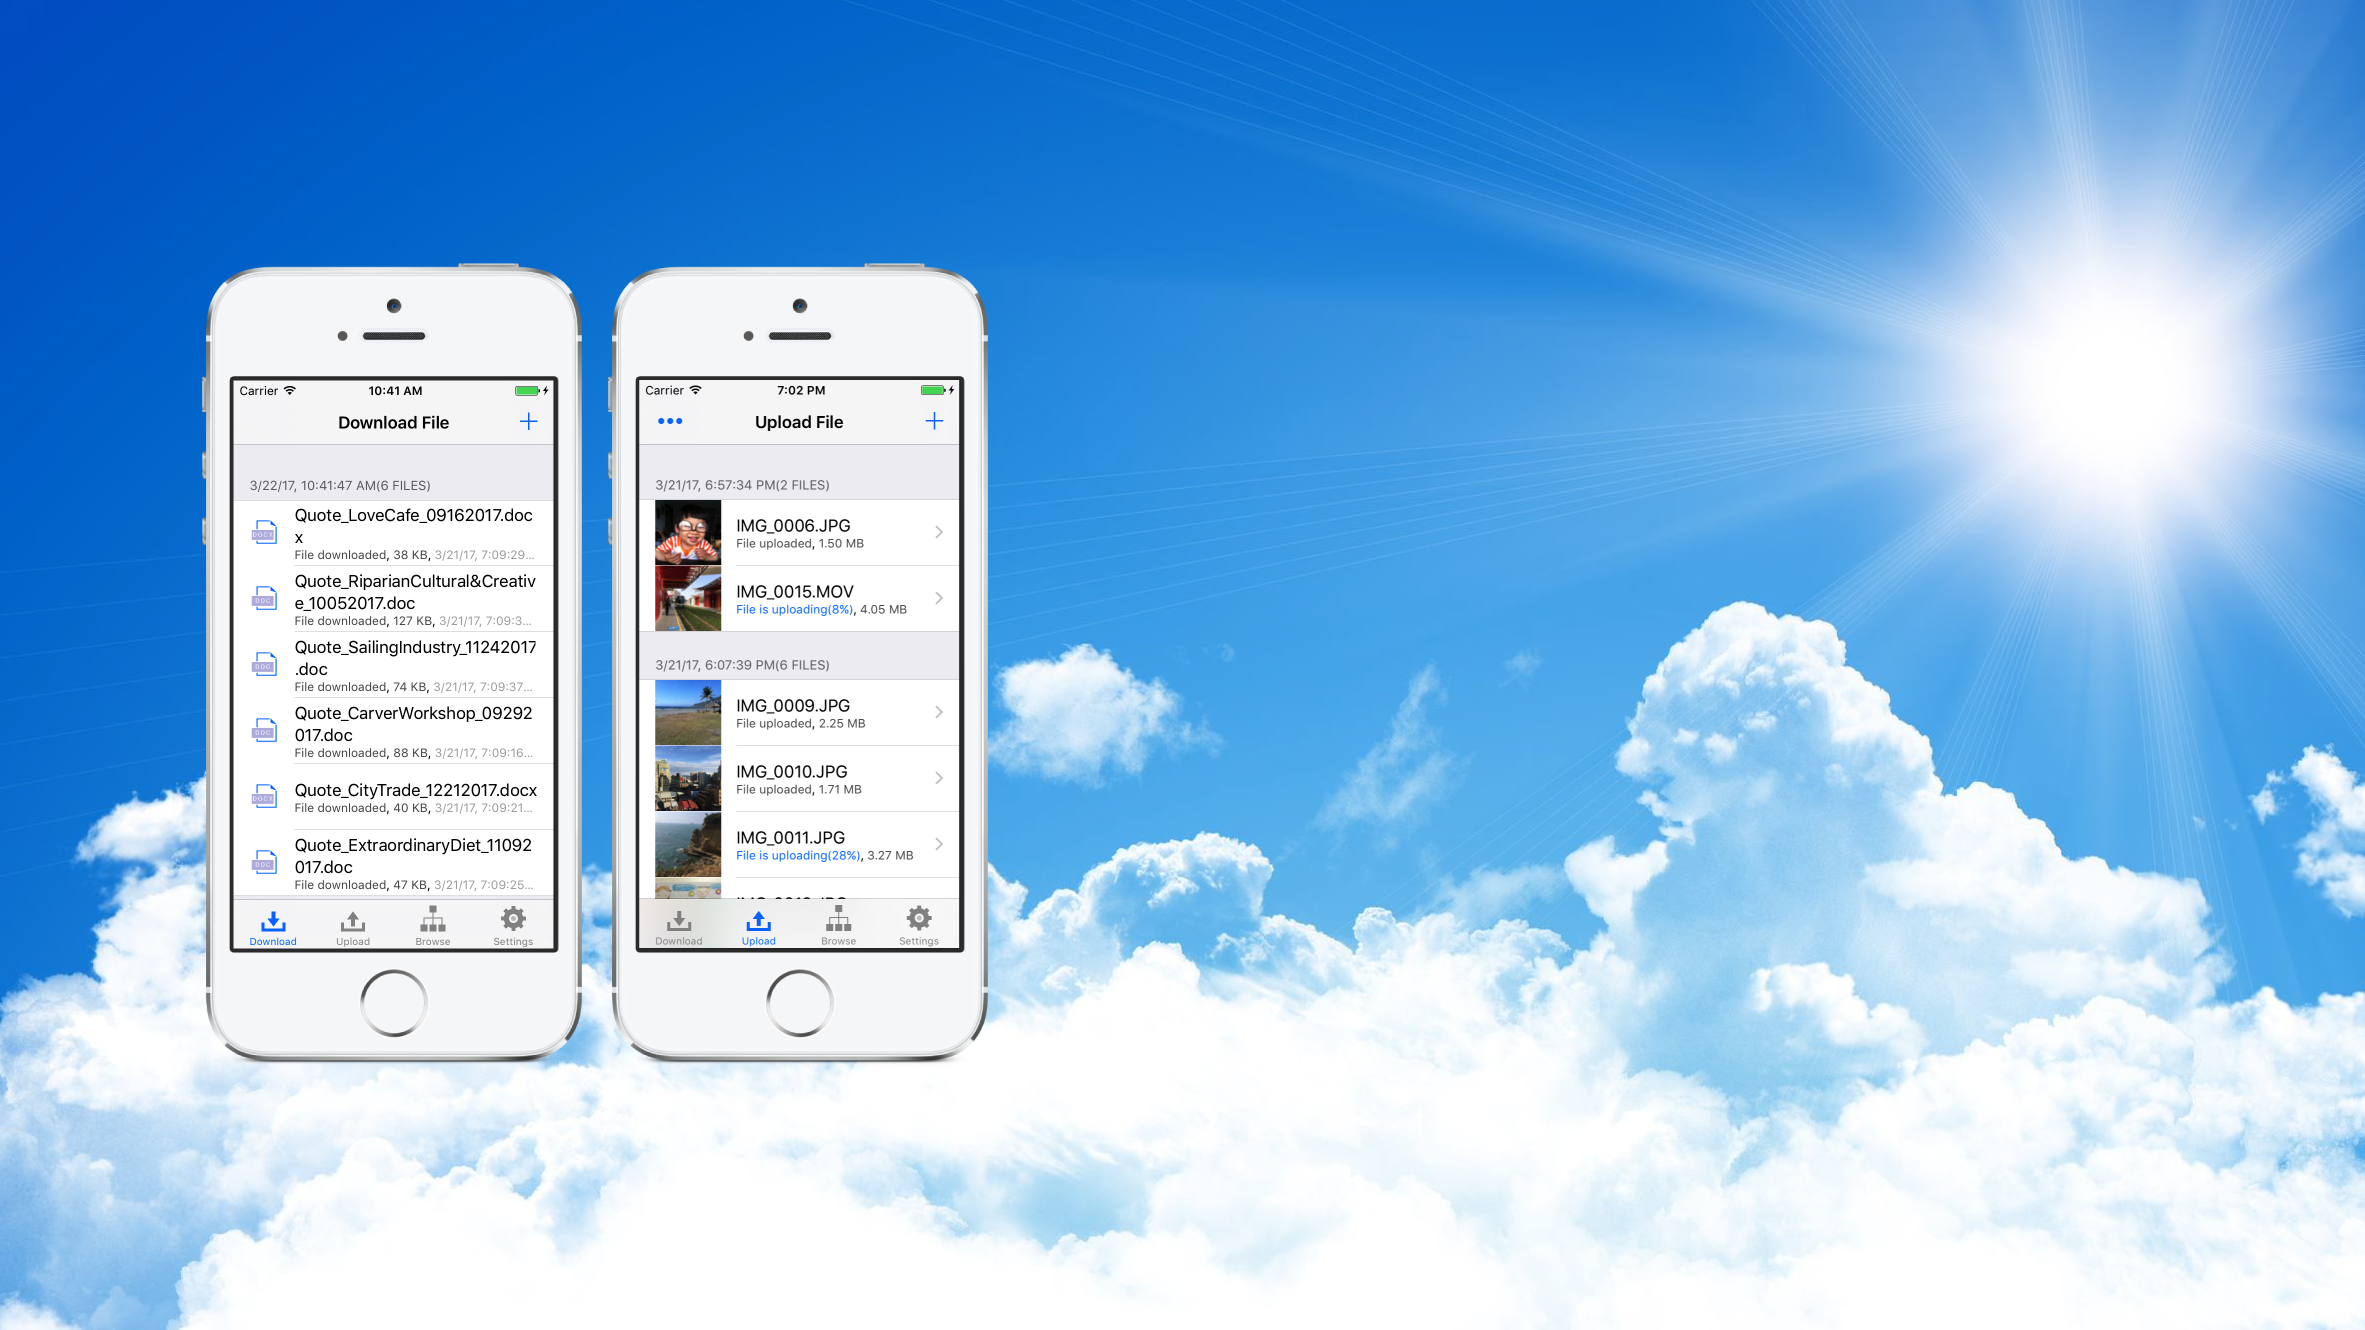 Carrier 10:41 AM
Download File
3/22/17, 10:41:47 AM(6 FILES)
DOCX
Quote_LoveCafe_09162017.doc
x
File downloaded, 38 KB, 3/21/17, 7:09:29...
DOC
Quote_RiparianCultural&Creativ
e_10052017.doc
File downloaded, 127 KB, 3/21/17, 7:09:3...
DOC
Quote_SailingIndustry_11242017
.doc
File downloaded, 74 KB, 3/21/17, 7:09:37...
DOC
Quote_CarverWorkshop_09292
017.doc
File downloaded, 88 KB, 3/21/17, 7:09:16...
DOCX
Quote_CityTrade_12212017.docx
File downloaded, 40 KB, 3/21/17, 7:09:21...
DOC
Quote_ExtraordinaryDiet_11092
017.doc
File downloaded, 47 KB, 3/21/17, 7:09:25...
Download Upload Browse Settings
Carrier 7:02 PM
Upload File
3/21/17, 6:57:34 PM(2 FILES)
IMG_0006.JPG
File uploaded, 1.50 MB
IMG_0015.MOV
File is uploading(8%), 4.05 MB
3/21/17, 6:07:39 PM(6 FILES)
IMG_0009.JPG
File uploaded, 2.25 MB
IMG_0010.JPG
File uploaded, 1.71 MB
IMG_0011.JPG
File is uploading(28%), 3.27 MB
Download Upload Browse Settings